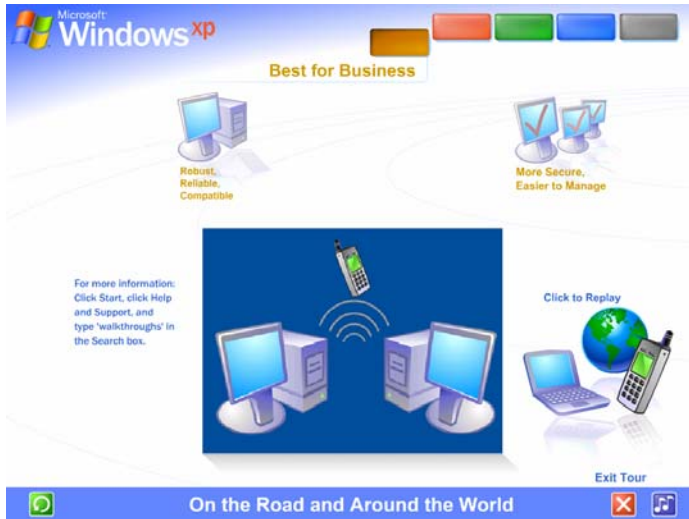 Microsoft®
Windows xp
Best for Business
Robust,
Reliable,
Compatible
More Secure,
Easier to Manage
For more information:
Click Start, click Help
and Support, and
type 'walkthroughs' in
the Search box.
Click to Replay
Exit Tour
On the Road and Around the World